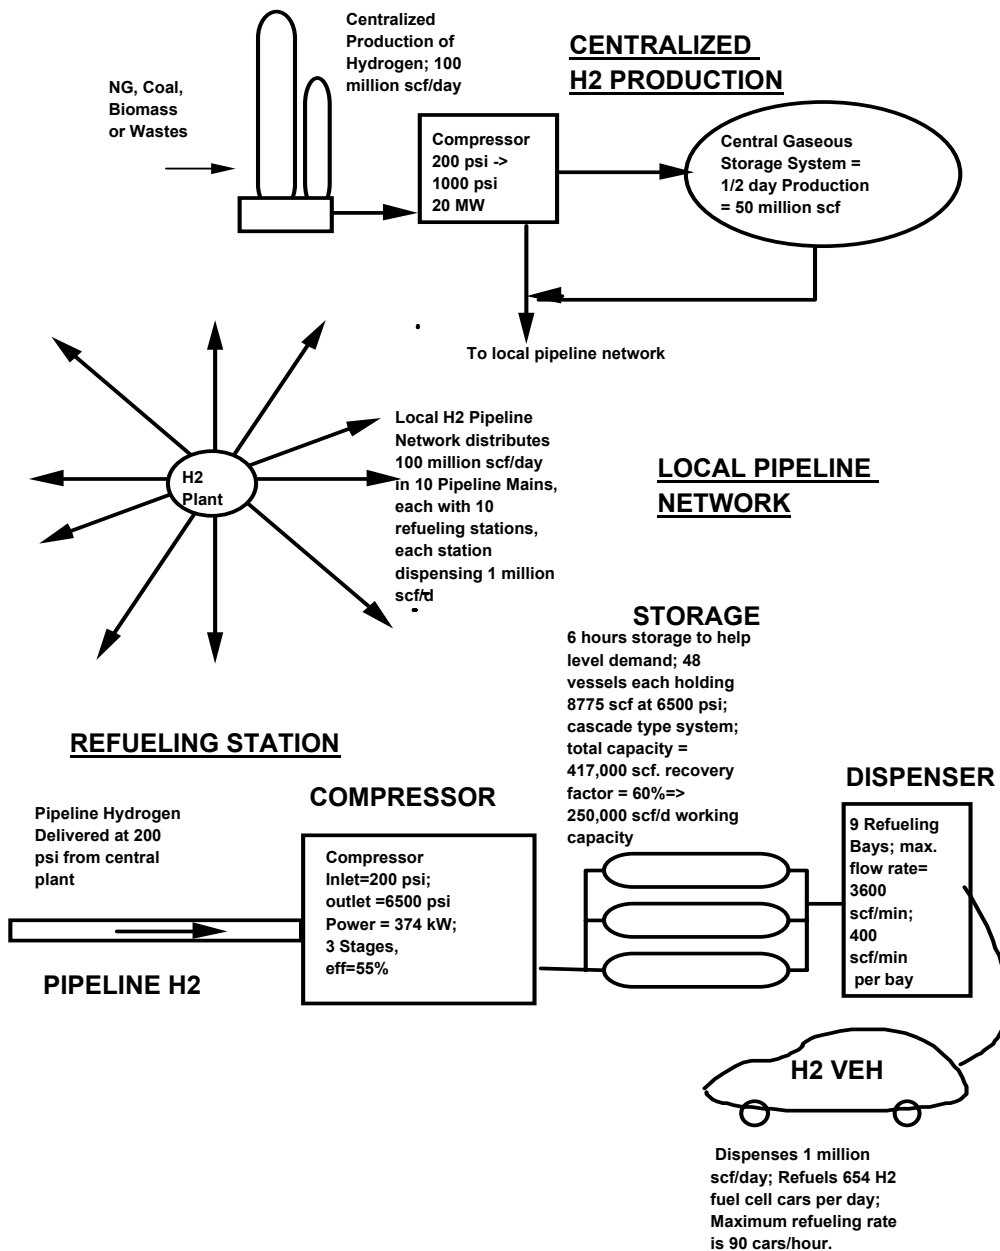 Centralized
Production of
Hydrogen; 100
million scf/day
CENTRALIZED
H2 PRODUCTION
NG, Coal,
Biomass
or Wastes
Compressor
200 psi ->
1000 psi
20 MW
Central Gaseous
Storage System =
1/2 day Production
= 50 million scf
To local pipeline network
H2
Plant
Local H2 Pipeline
Network distributes
100 million scf/day
in 10 Pipeline Mains,
each with 10
refueling stations,
each station
dispensing 1 million
scf/d
LOCAL PIPELINE
NETWORK
STORAGE
6 hours storage to help
level demand; 48
vessels each holding
8775 scf at 6500 psi;
cascade type system;
total capacity =
417,000 scf. recovery
factor = 60%=>
250,000 scf/d working
capacity
REFUELING STATION
Pipeline Hydrogen
Delivered at 200
psi from central
plant
COMPRESSOR
Compressor
Inlet=200 psi;
outlet =6500 psi
Power = 374 kW;
3 Stages,
eff=55%
PIPELINE H2
DISPENSER
9 Refueling
Bays; max.
flow rate=
3600
scf/min;
400
scf/min
per bay
H2 VEH
Dispenses 1 million
scf/day; Refuels 654 H2
fuel cell cars per day;
Maximum refueling rate
is 90 cars/hour.